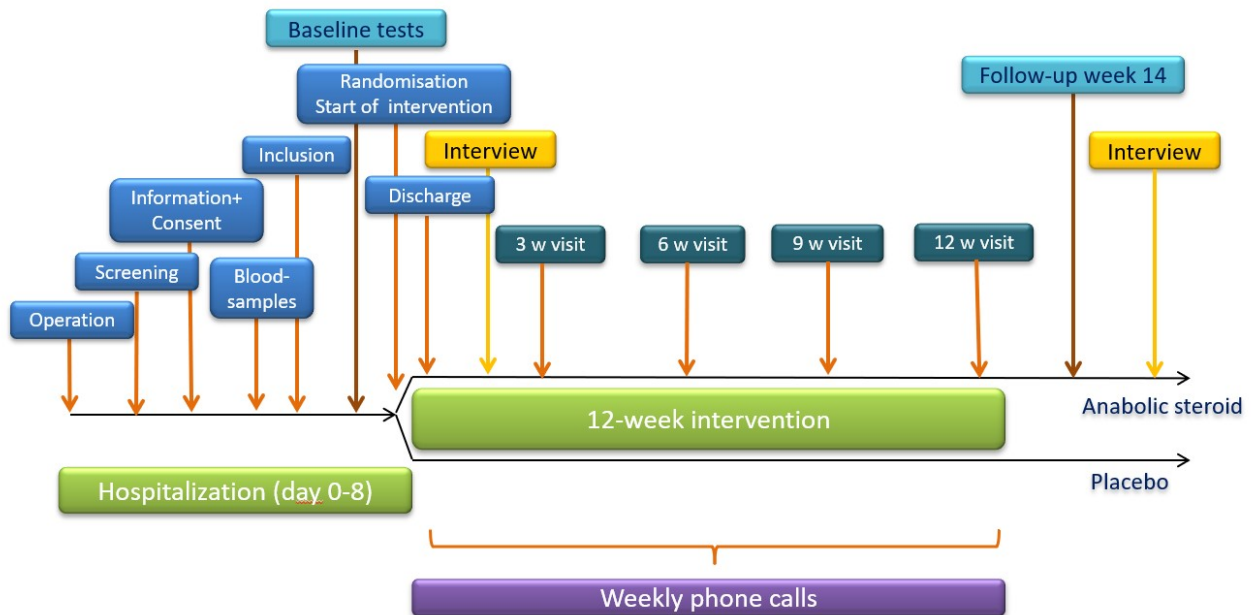 Baseline tests
Randomisation
Start of intervention
Follow-up week 14
Inclusion
Interview
Interview
Information+
Consent
Discharge
3 w visit
6 w visit
9 w visit
12 w visit
Screening
Blood-
samples
Operation
Anabolic steroid
12-week intervention
Placebo
Hospitalization (day 0-8)
Weekly phone calls